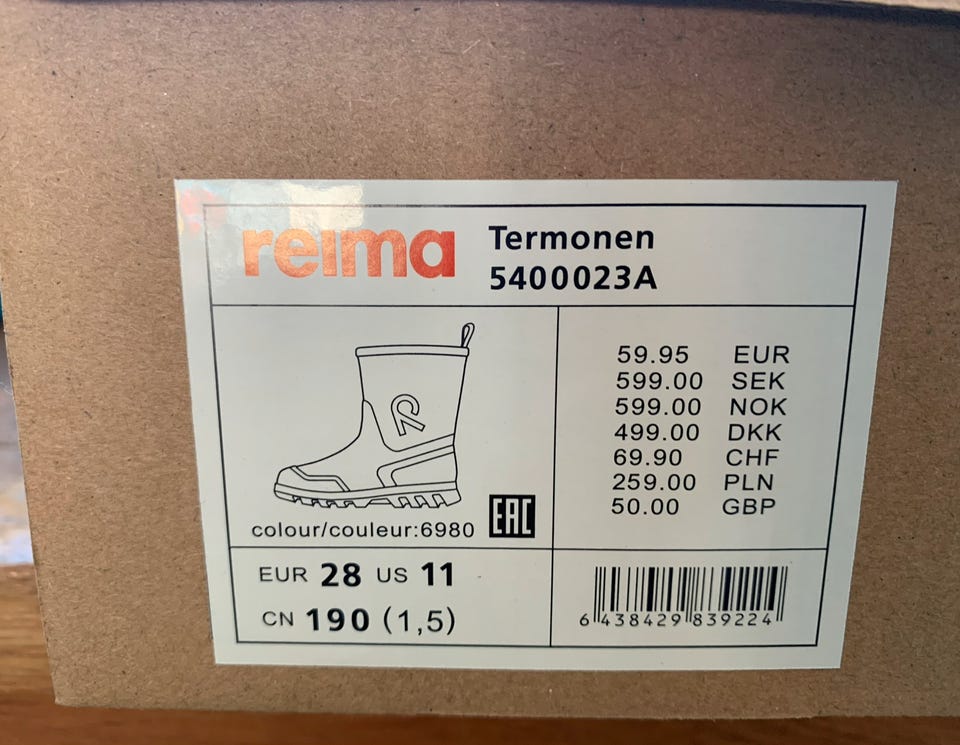 reima
Termonen
5400023A
59.95 EUR
599.00 SEK
599.00 NOK
499.00 DKK
69.90 CHF
259.00 PLN
50.00 GBP
colour/couleur:6980
EAC
EUR 28 US 11
CN 190 (1,5)
6 438429 839224